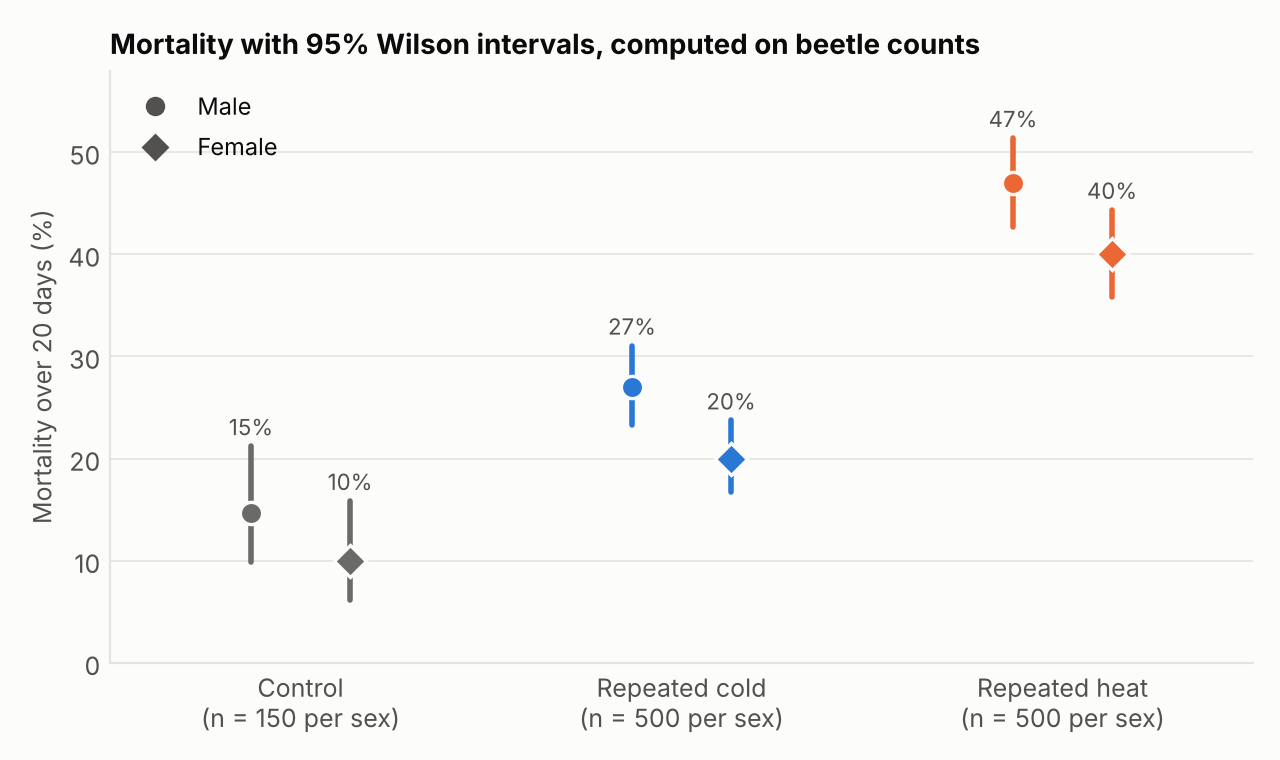 Mortality with 95% Wilson intervals, computed on beetle counts
Male
Female
Mortality over 20 days (%)
50
40
30
20
10
0
15%
10%
27%
20%
47%
40%
Control
(n = 150 per sex)
Repeated cold
(n = 500 per sex)
Repeated heat
(n = 500 per sex)